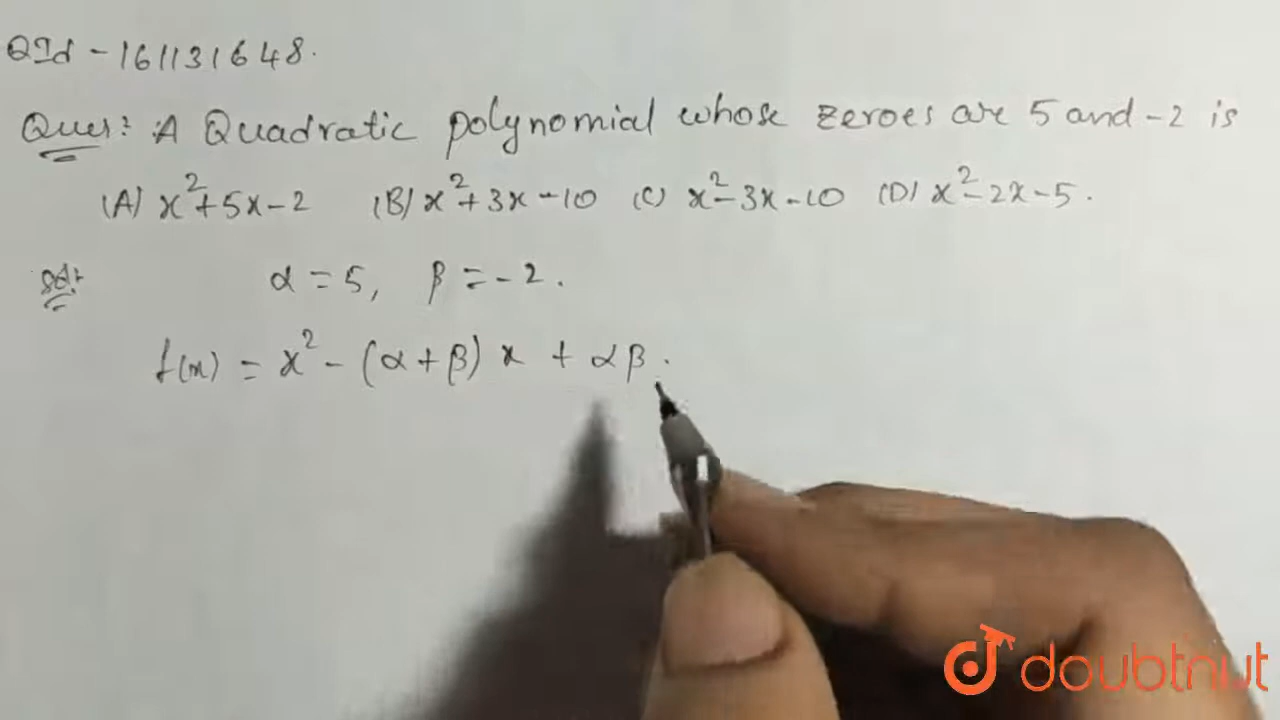 QId - 161131648.
Ques: A Quadratic polynomial whose zeroes are 5 and -2 is
(A) x²+5x-2 (B) x²+3x-10 (C) x²-3x-10 (D) x²-2x-5.
Sol: α = 5, β = -2.
f(x) = x² - (α+β) x + αβ.
doubtnut